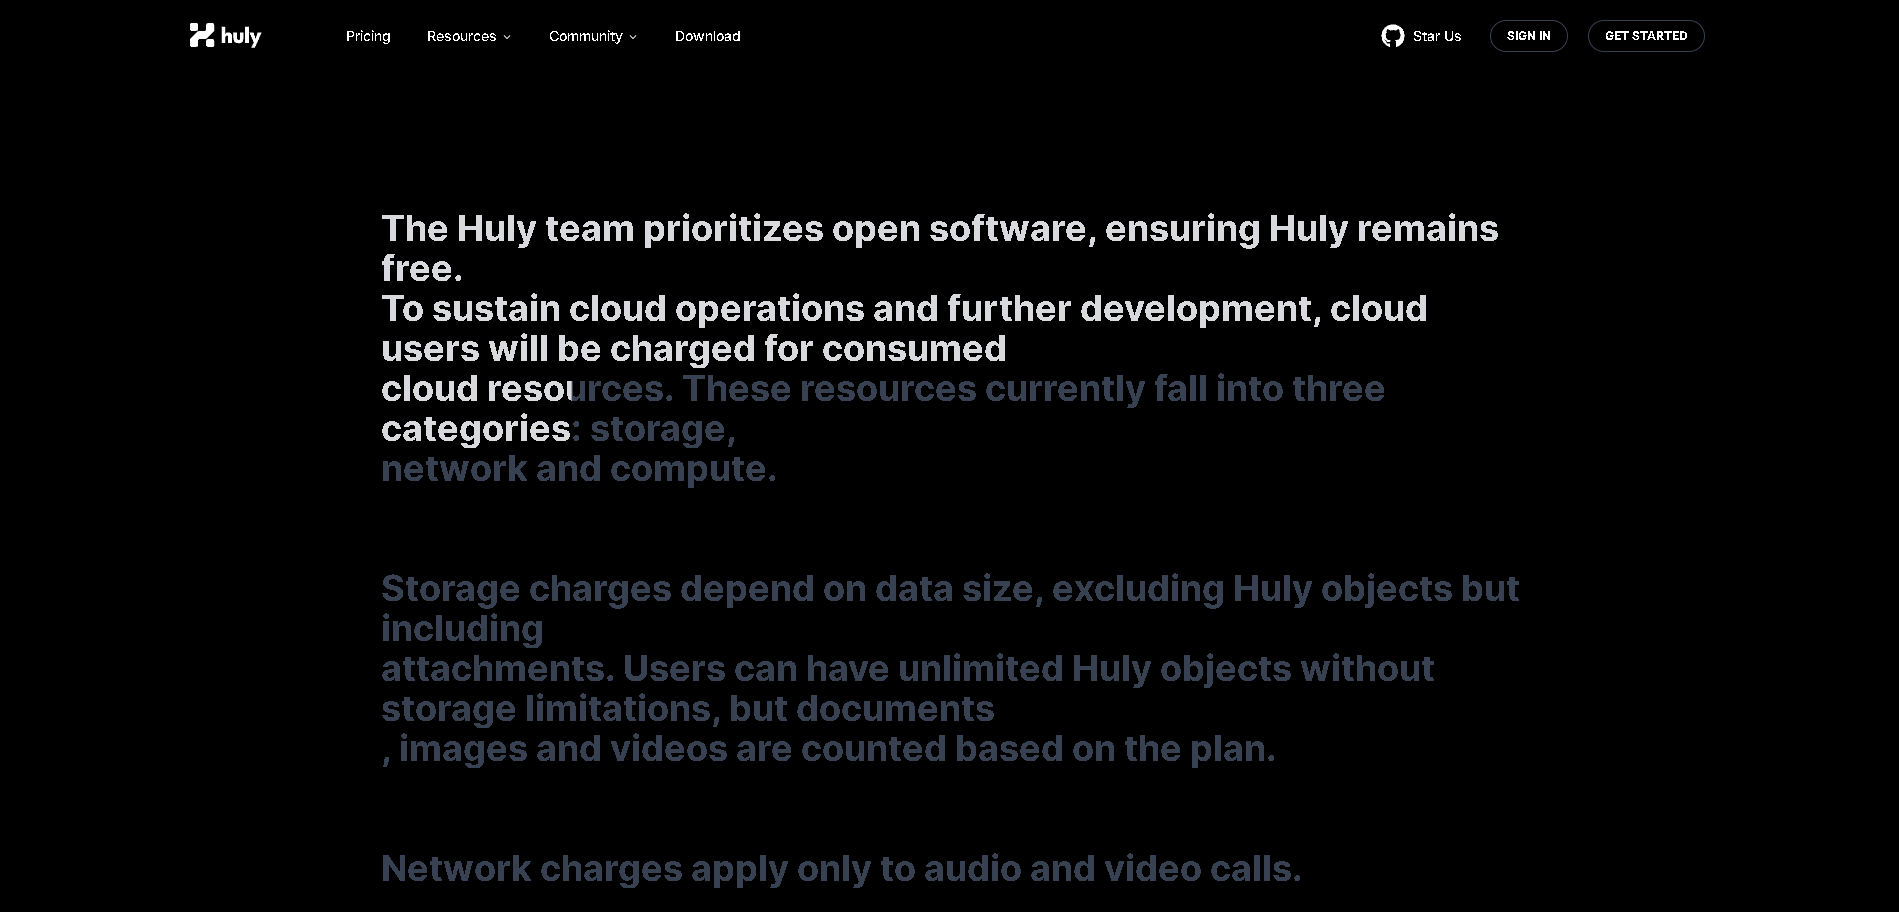 huly
Pricing
Resources
Community
Download
Star Us
SIGN IN
GET STARTED
The Huly team prioritizes open software, ensuring Huly remains
free.
To sustain cloud operations and further development, cloud
users will be charged for consumed
cloud resources. These resources currently fall into three
categories: storage,
network and compute.
Storage charges depend on data size, excluding Huly objects but
including
attachments. Users can have unlimited Huly objects without
storage limitations, but documents
, images and videos are counted based on the plan.
Network charges apply only to audio and video calls.